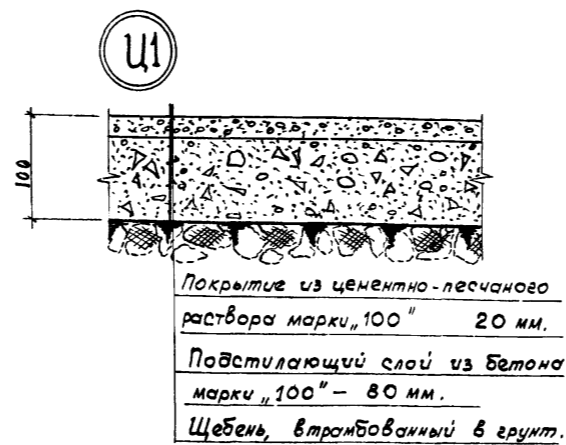 Ц1
100
Покрытие из цементно-песчаного
раствора марки „100" 20 мм.
Подстилающий слой из бетона
марки „100" – 80 мм.
Щебень, втрамбованный в грунт.